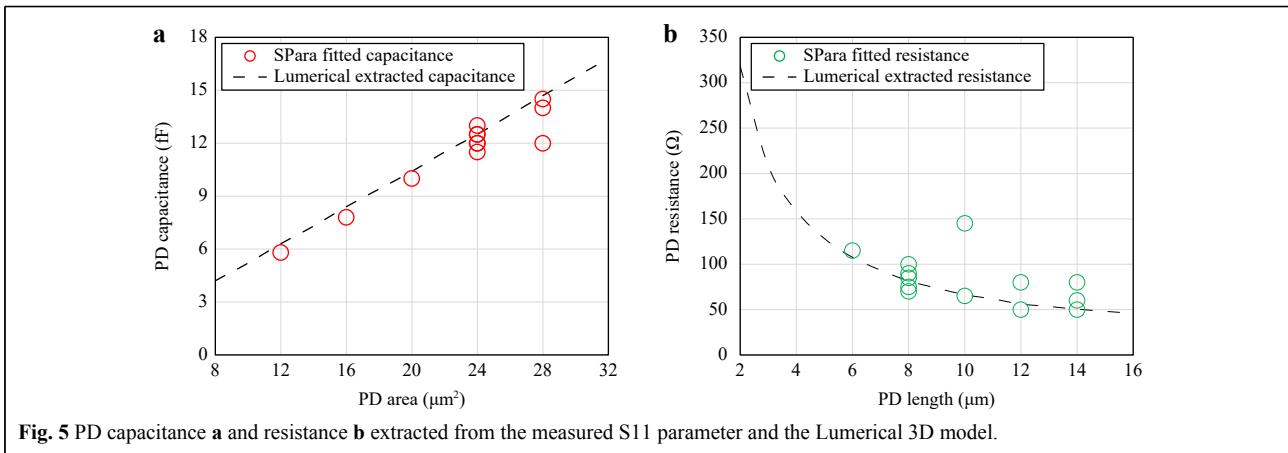 a
18
15
12
9
6
3
0
8 12 16 20 24 28 32
PD capacitance (fF)
PD area (μm²)
SPara fitted capacitance
Lumerical extracted capacitance
b
350
300
250
200
150
100
50
0
2 4 6 8 10 12 14 16
PD resistance (Ω)
PD length (μm)
SPara fitted resistance
Lumerical extracted resistance
Fig. 5 PD capacitance a and resistance b extracted from the measured S11 parameter and the Lumerical 3D model.